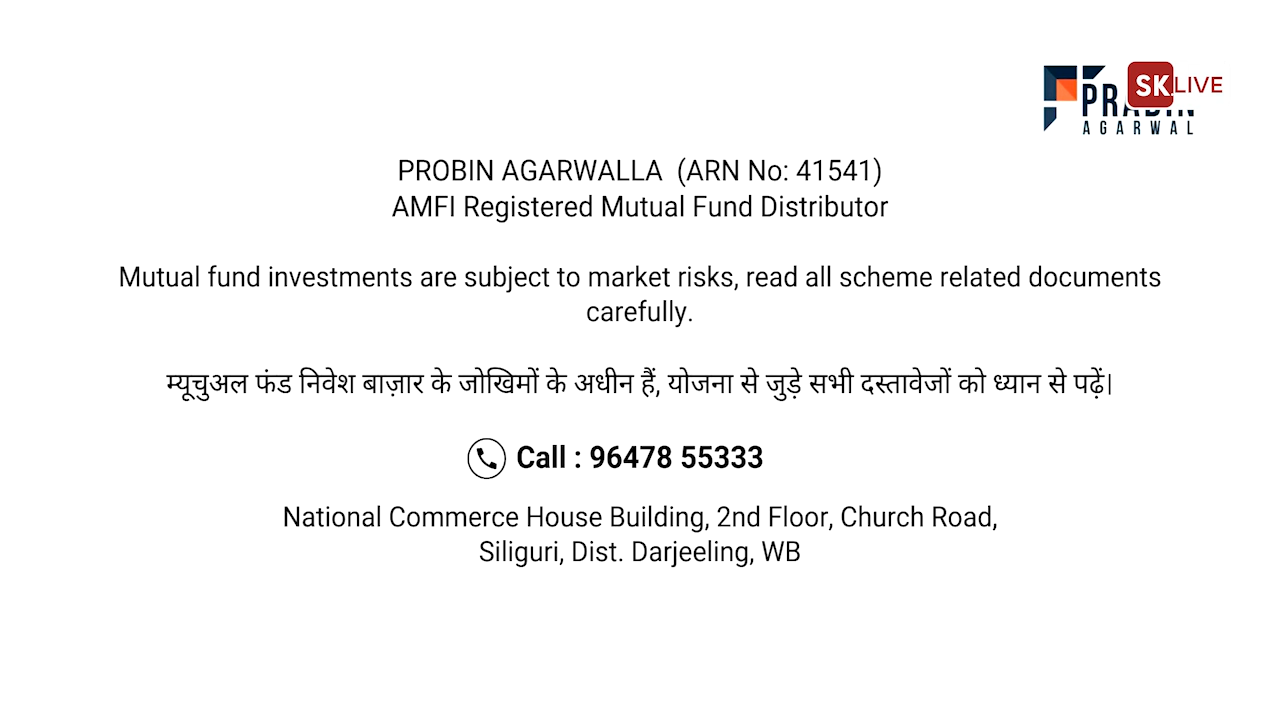 SK LIVE
AGARWAL
PROBIN AGARWALLA (ARN No: 41541)
AMFI Registered Mutual Fund Distributor
Mutual fund investments are subject to market risks, read all scheme related documents
carefully.
म्यूचुअल फंड निवेश बाज़ार के जोखिमों के अधीन हैं, योजना से जुड़े सभी दस्तावेजों को ध्यान से पढ़ें।
Call : 96478 55333
National Commerce House Building, 2nd Floor, Church Road,
Siliguri, Dist. Darjeeling, WB